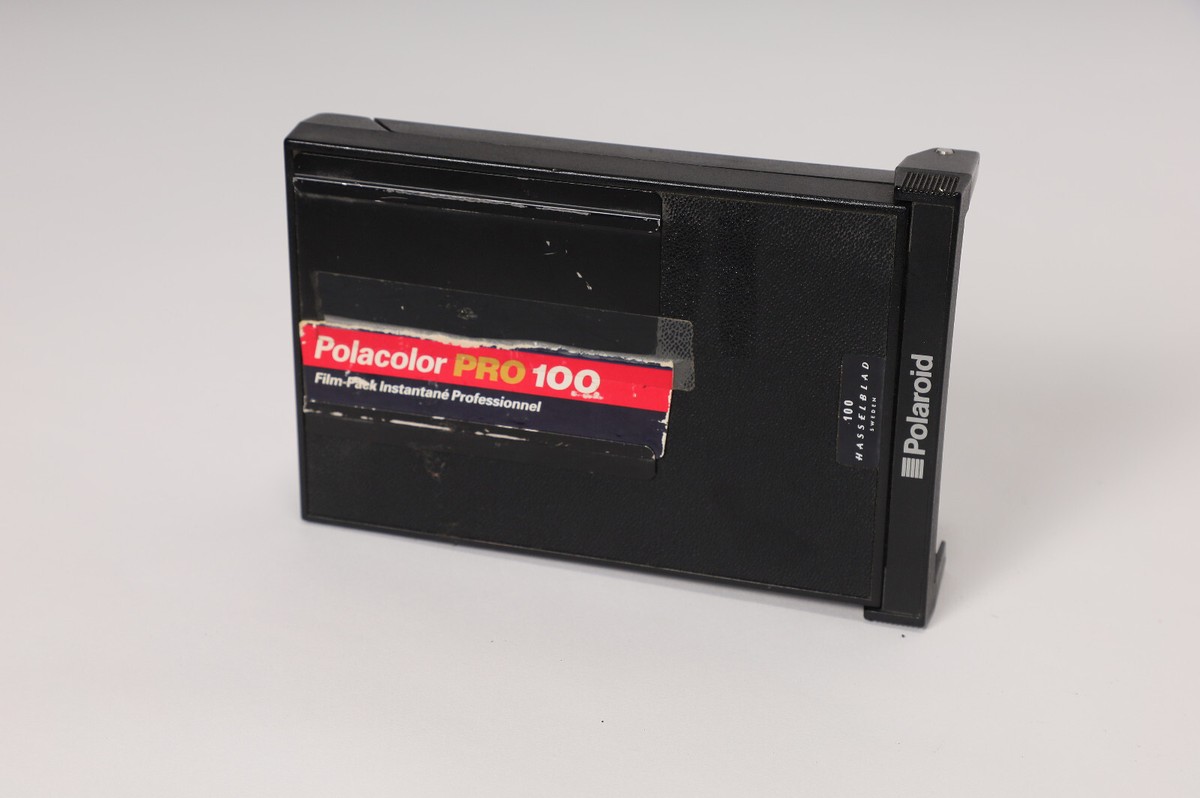 Polacolor PRO 100
Film-Pack Instantané Professionnel
100
HASSELBLAD
SWEDEN
Polaroid